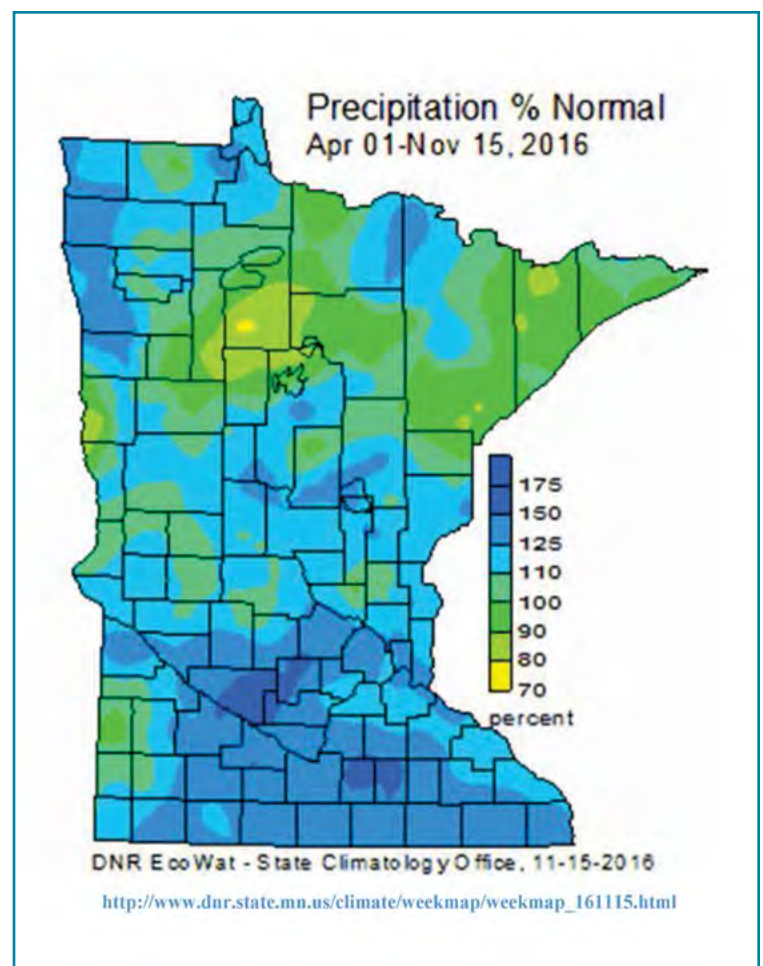 Precipitation % Normal
Apr 01-Nov 15, 2016
175
150
125
110
100
90
80
70
percent
DNR EcoWat - State Climatology Office, 11-15-2016
http://www.dnr.state.mn.us/climate/weekmap/weekmap_161115.html